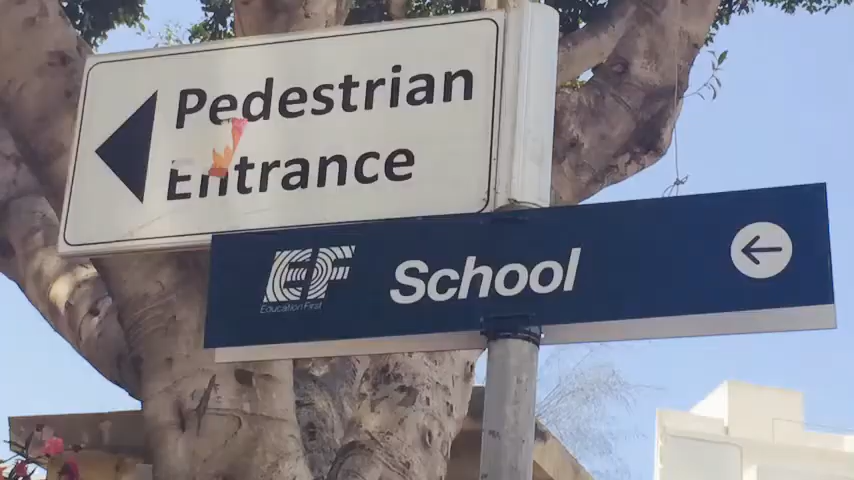 Pedestrian
Entrance
EF
Education First
School